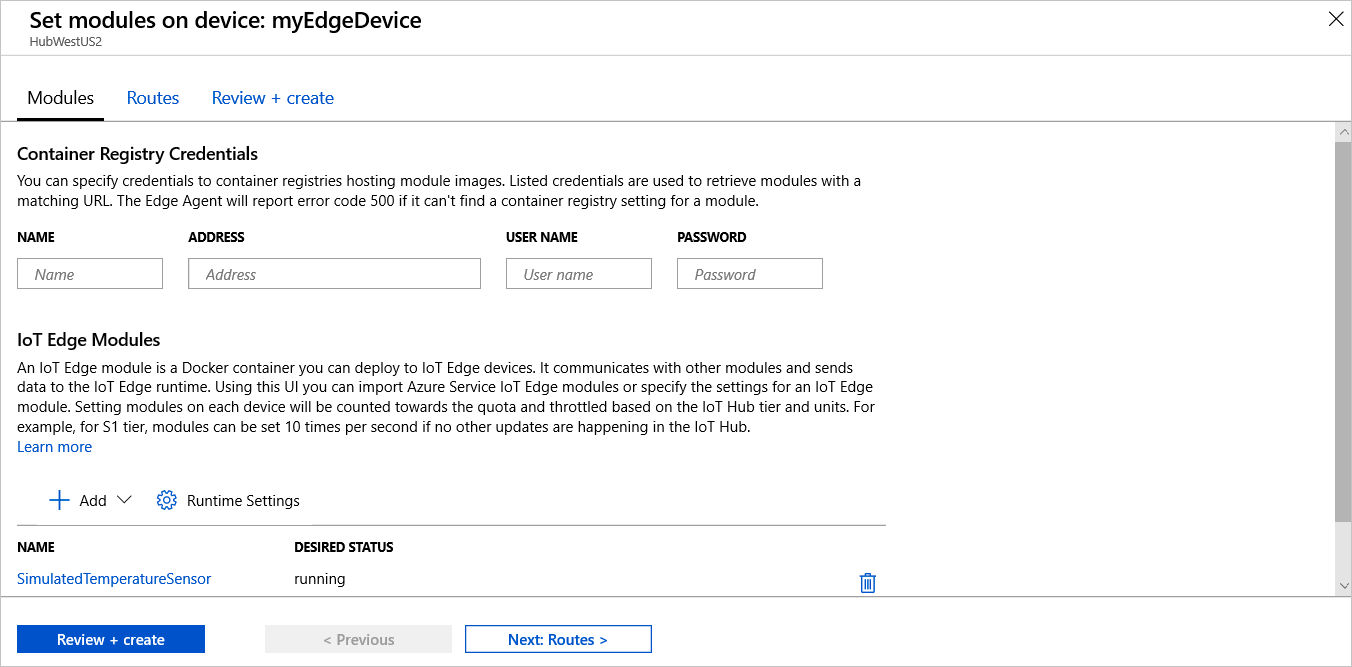 Set modules on device: myEdgeDevice
HubWestUS2
Modules Routes Review + create
Container Registry Credentials
You can specify credentials to container registries hosting module images. Listed credentials are used to retrieve modules with a
matching URL. The Edge Agent will report error code 500 if it can't find a container registry setting for a module.
NAME ADDRESS USER NAME PASSWORD
Name Address User name Password
IoT Edge Modules
An IoT Edge module is a Docker container you can deploy to IoT Edge devices. It communicates with other modules and sends
data to the IoT Edge runtime. Using this UI you can import Azure Service IoT Edge modules or specify the settings for an IoT Edge
module. Setting modules on each device will be counted towards the quota and throttled based on the IoT Hub tier and units. For
example, for S1 tier, modules can be set 10 times per second if no other updates are happening in the IoT Hub.
Learn more
Add Runtime Settings
NAME DESIRED STATUS
SimulatedTemperatureSensor running
Review + create < Previous Next: Routes >